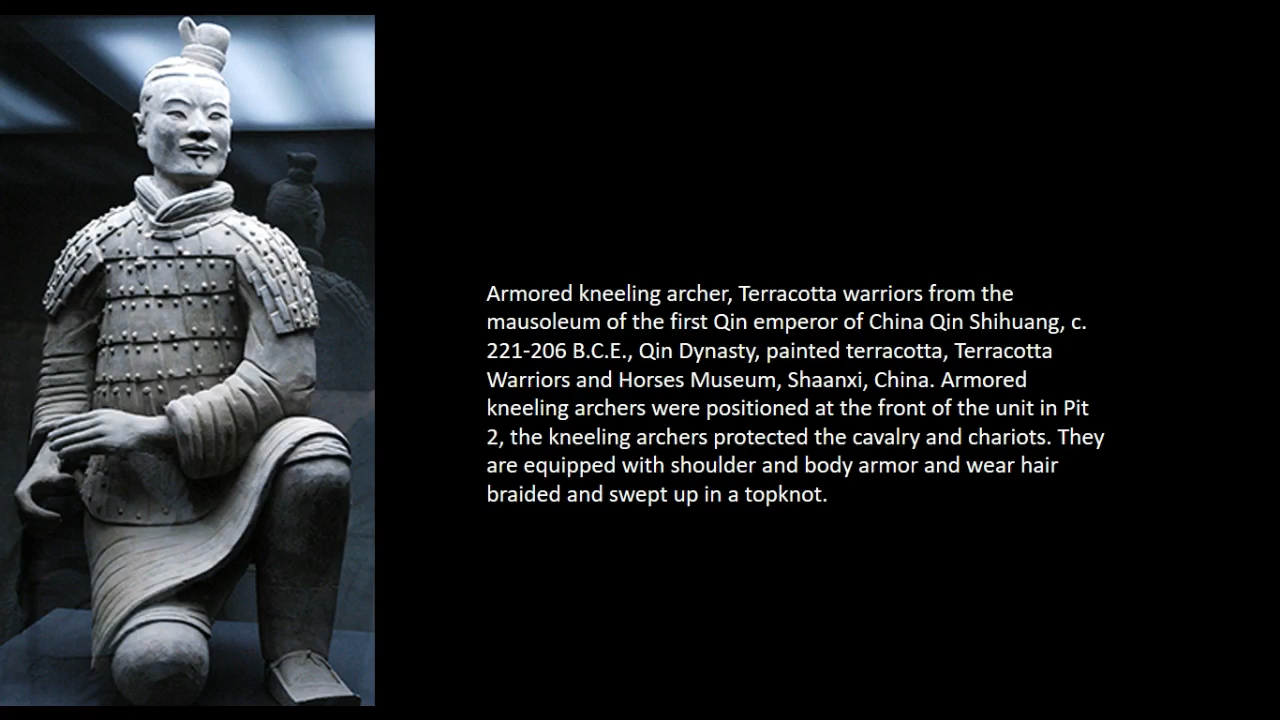 Armored kneeling archer, Terracotta warriors from the
mausoleum of the first Qin emperor of China Qin Shihuang, c.
221-206 B.C.E., Qin Dynasty, painted terracotta, Terracotta
Warriors and Horses Museum, Shaanxi, China. Armored
kneeling archers were positioned at the front of the unit in Pit
2, the kneeling archers protected the cavalry and chariots. They
are equipped with shoulder and body armor and wear hair
braided and swept up in a topknot.